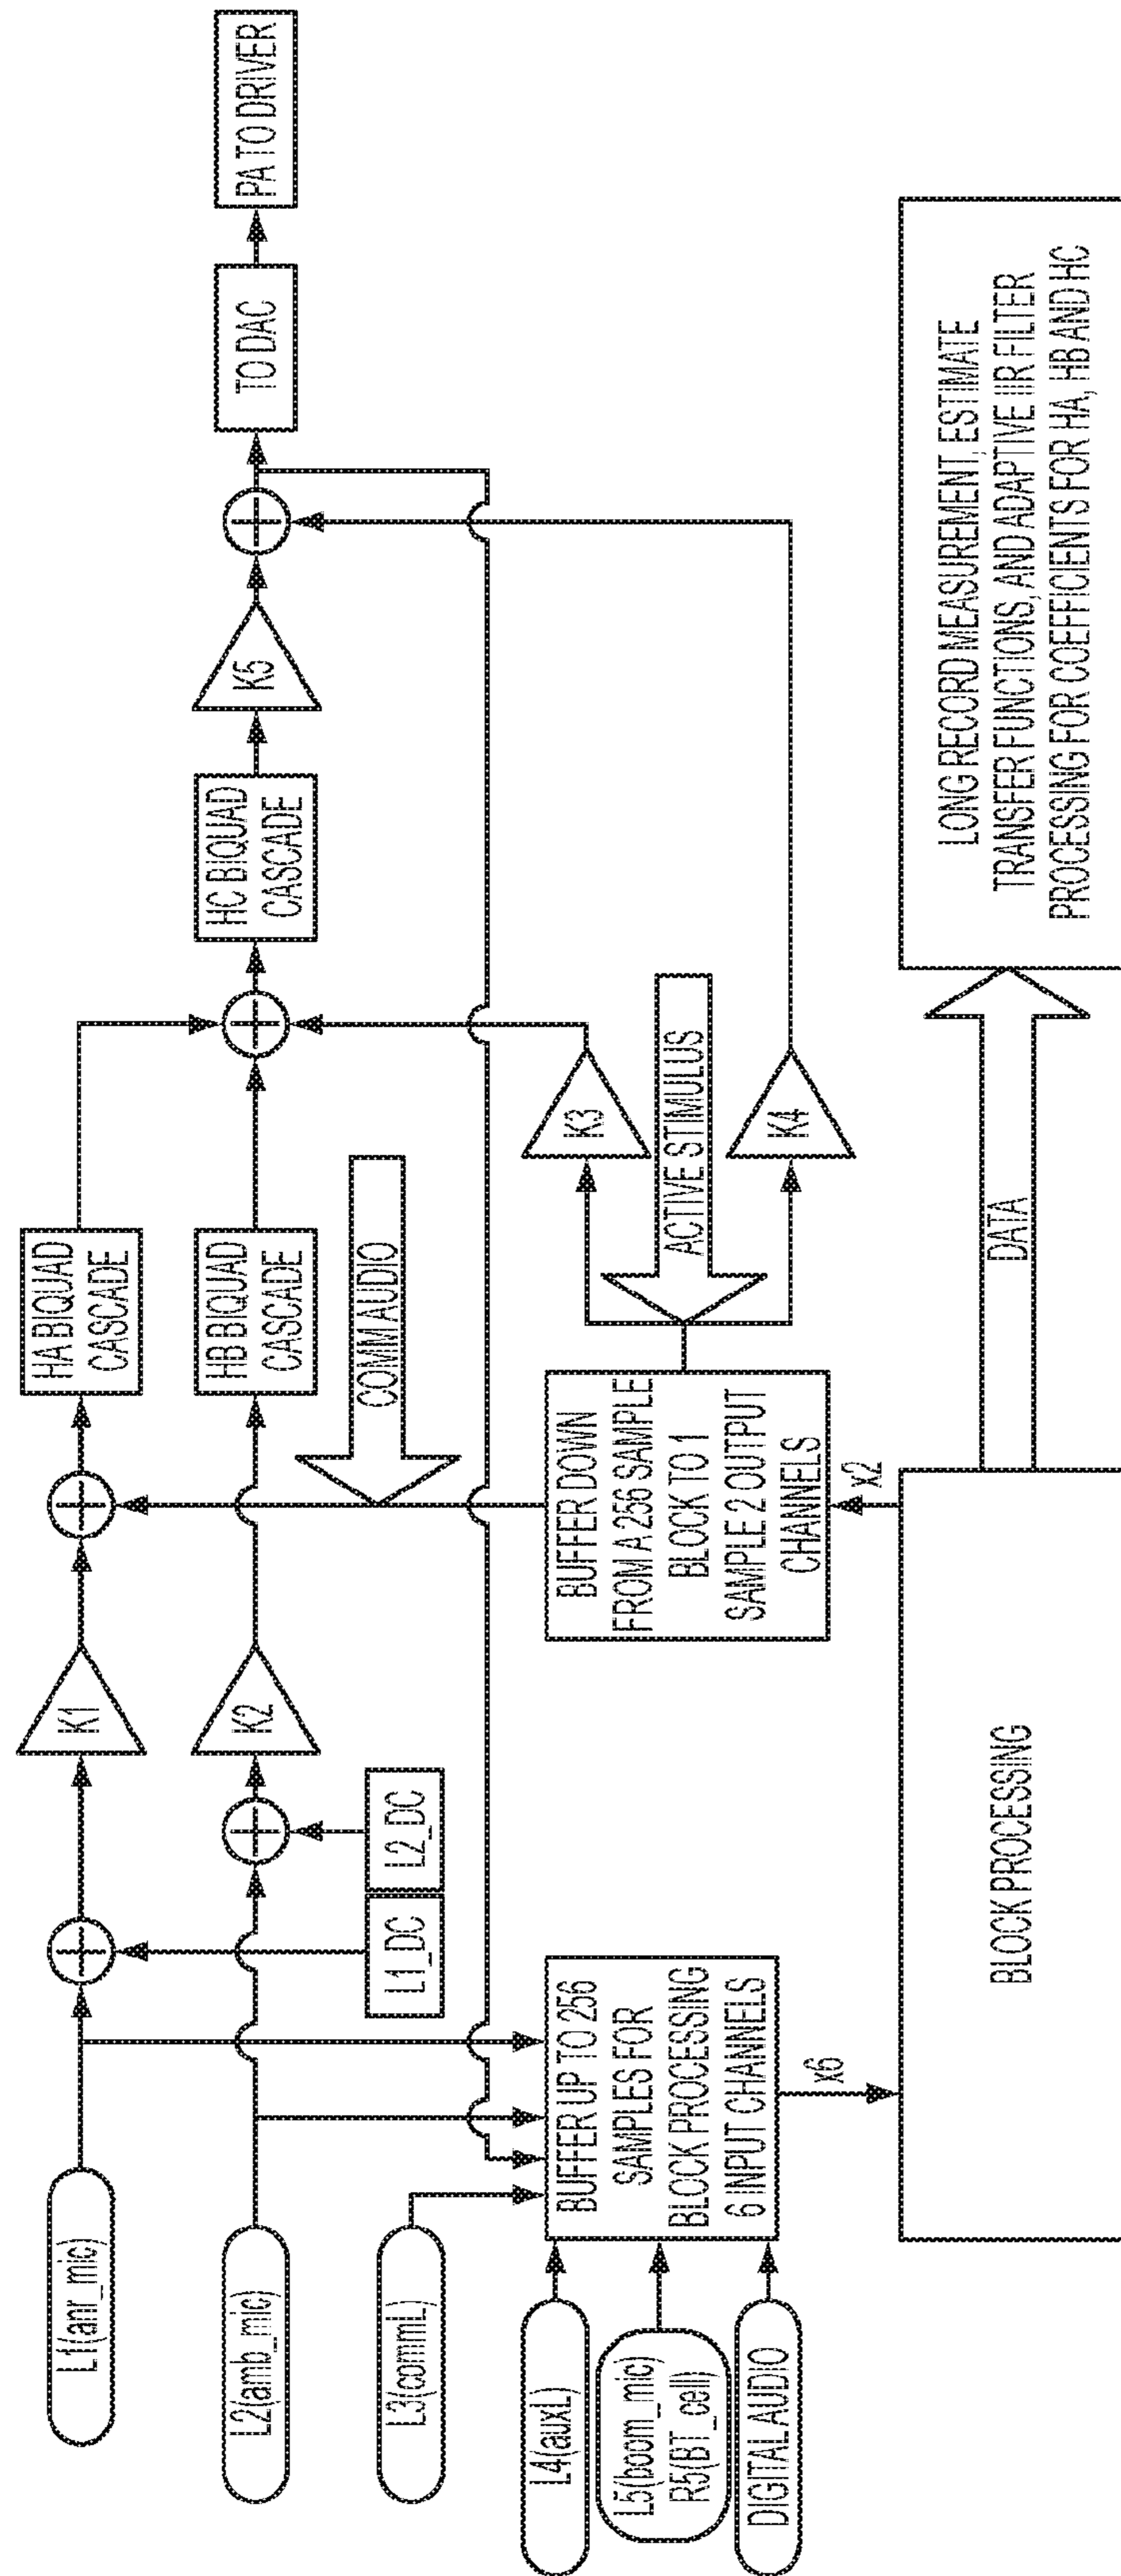 L1(anr_mic)
L2(amb_mic)
L3(commL)
L4(auxL)
L5(boom_mic)
R5(BT_cell)
DIGITAL AUDIO
L1_DC
L2_DC
K1
K2
HA BIQUAD
CASCADE
HB BIQUAD
CASCADE
COMM AUDIO
HC BIQUAD
CASCADE
K5
TO DAC
PA TO DRIVER
BUFFER UP TO 256
SAMPLES FOR
BLOCK PROCESSING
6 INPUT CHANNELS
x6
BUFFER DOWN
FROM A 256 SAMPLE
BLOCK TO 1
SAMPLE 2 OUTPUT
CHANNELS
x2
K3
ACTIVE STIMULUS
K4
BLOCK PROCESSING
DATA
LONG RECORD MEASUREMENT, ESTIMATE
TRANSFER FUNCTIONS, AND ADAPTIVE IIR FILTER
PROCESSING FOR COEFFICIENTS FOR HA, HB AND HC